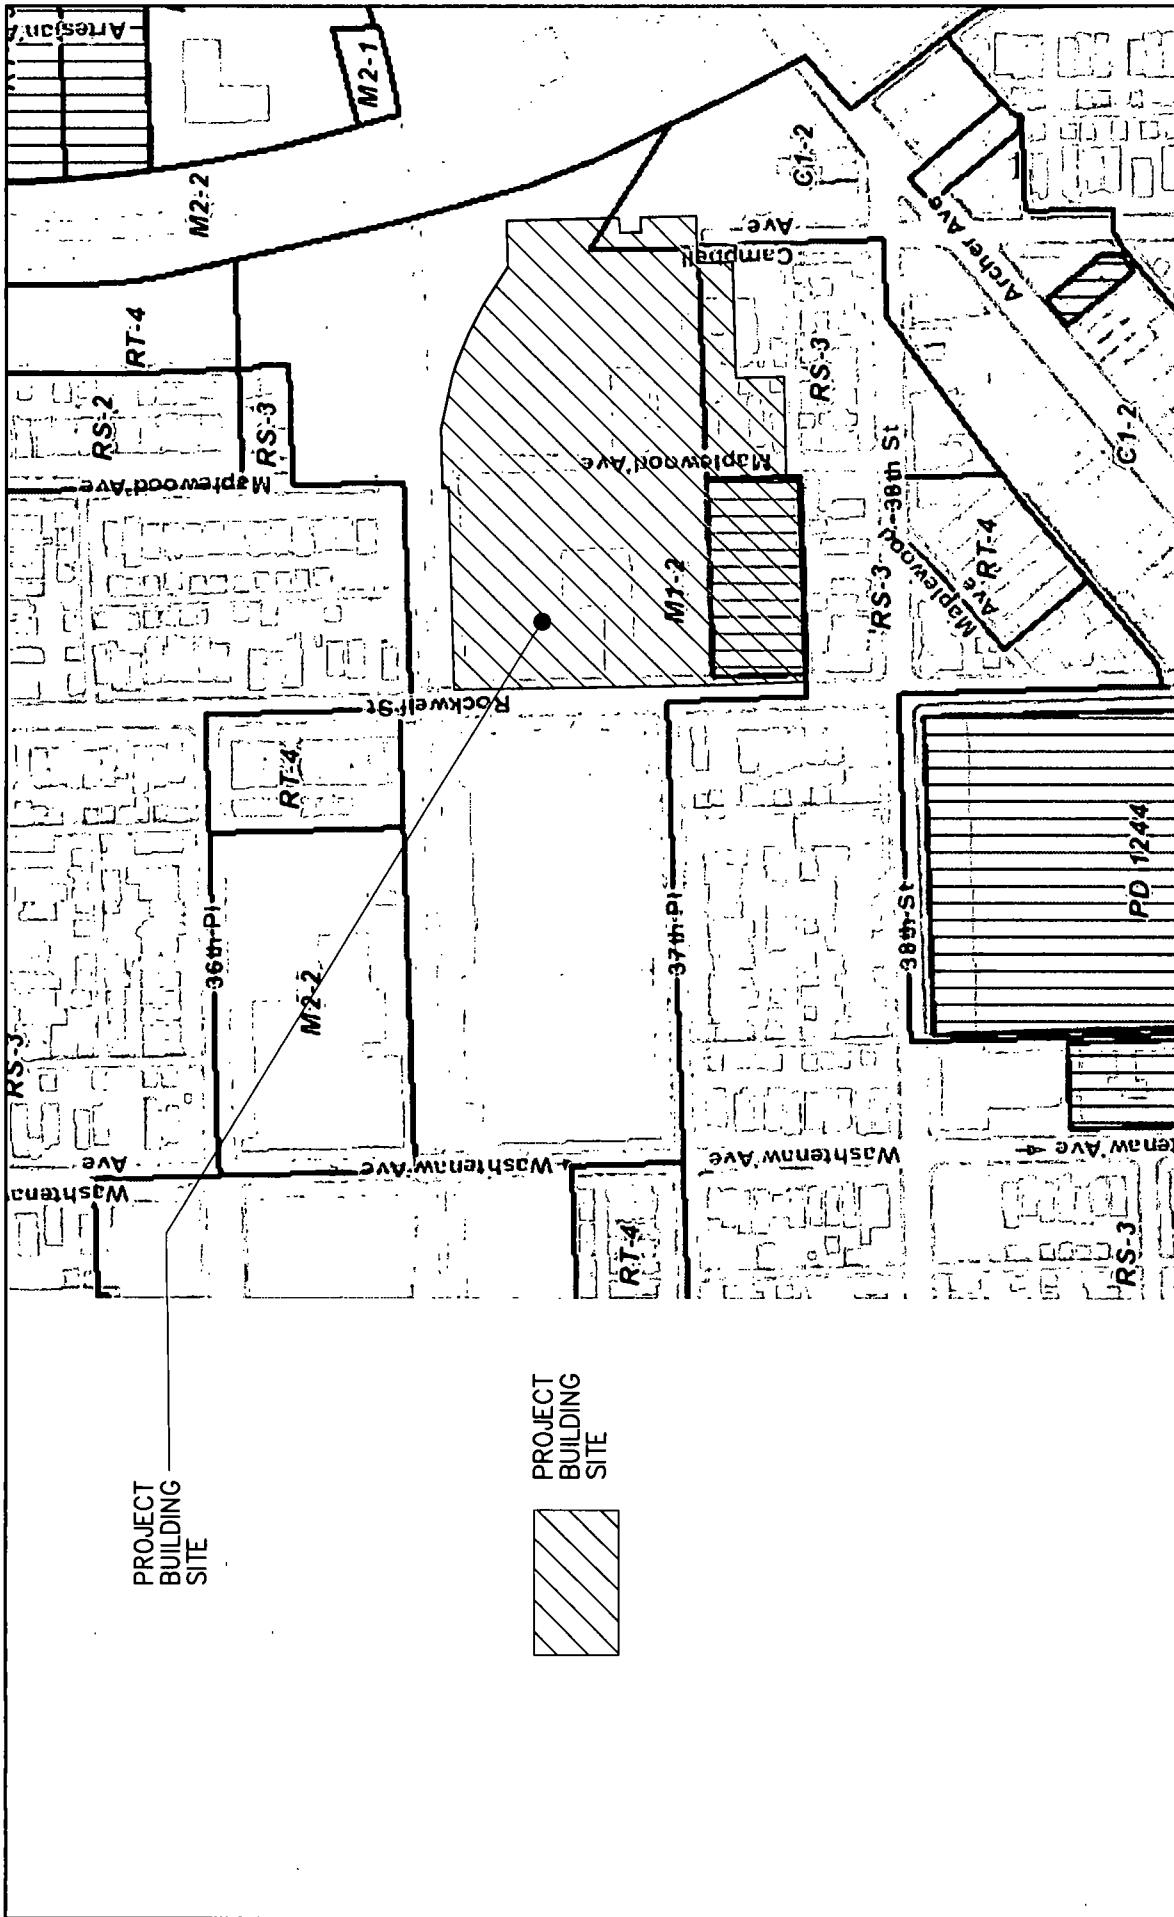 Artesian A
M2-1
M2-2
C1-2
RT-4
Campbell
Ave
Archer Ave
RS-2
RS-3
RS-3
C1-2
Maplewood Ave
Maplewood Ave
38th St
M1-2
RS-3
Maplewood
Ave
RT-4
Rockwell St
RT-4
36th Pl
M2-2
37th Pl
38th St
PD 1244
RS-3
Washtenaw
Ave
Washtenaw Ave
Washtenaw Ave
tenaw Ave
RT-4
RS-3
PROJECT
BUILDING
SITE
PROJECT
BUILDING
SITE